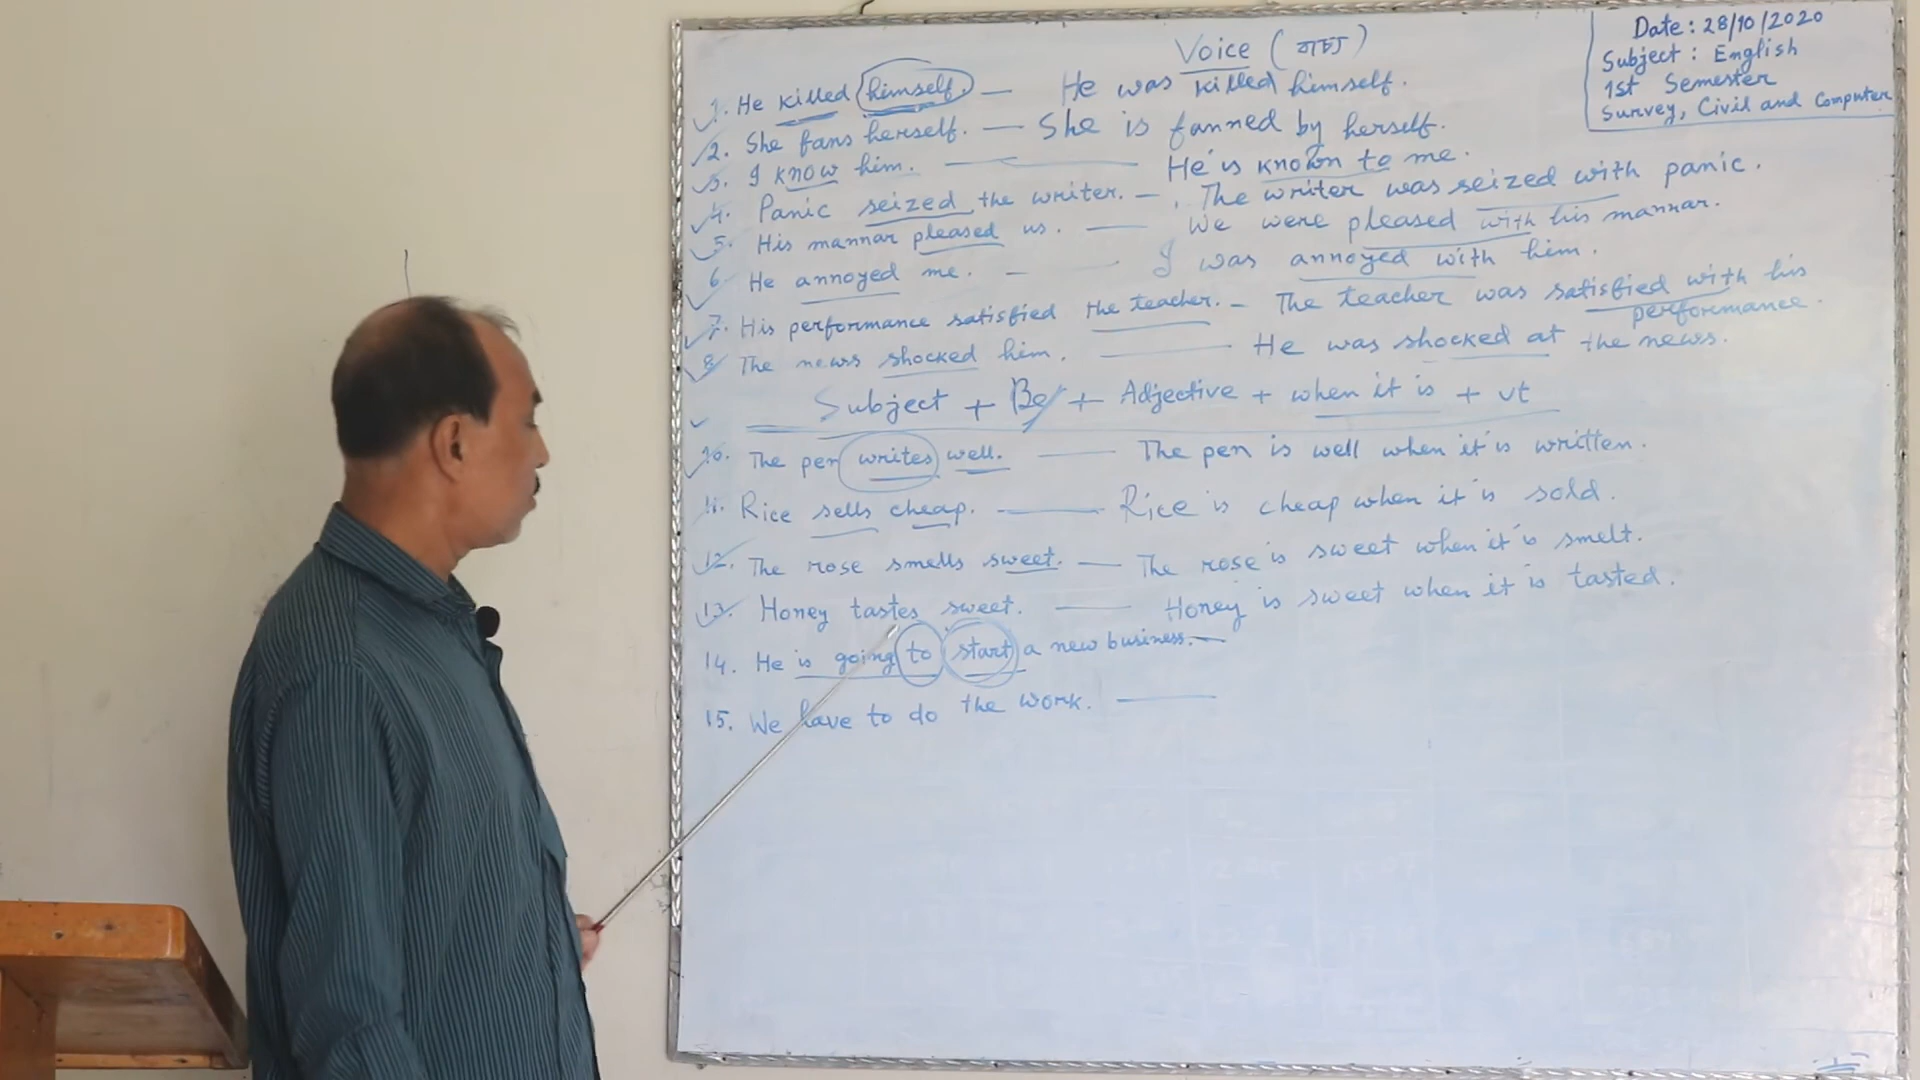 Voice (বাচ্য)
Date : 28/10/2020
Subject : English
1st Semester
Survey, Civil and Computer
1. He killed himself. — He was killed himself.
2. She fans herself. — She is fanned by herself.
3. I know him. — He is known to me.
4. Panic seized the writer. — The writer was seized with panic.
5. His mannar pleased us. — We were pleased with his mannar.
6. He annoyed me. — I was annoyed with him.
7. His performance satisfied the teacher. — The teacher was satisfied with his
performance.
8. The news shocked him. — He was shocked at the news.
Subject + Be + Adjective + when it is + vt
10. The pen writes well. — The pen is well when it is written.
11. Rice sells cheap. — Rice is cheap when it is sold.
12. The rose smells sweet. — The rose is sweet when it is smelt.
13. Honey tastes sweet. — Honey is sweet when it is tasted.
14. He is going to start a new business. —
15. We have to do the work. —